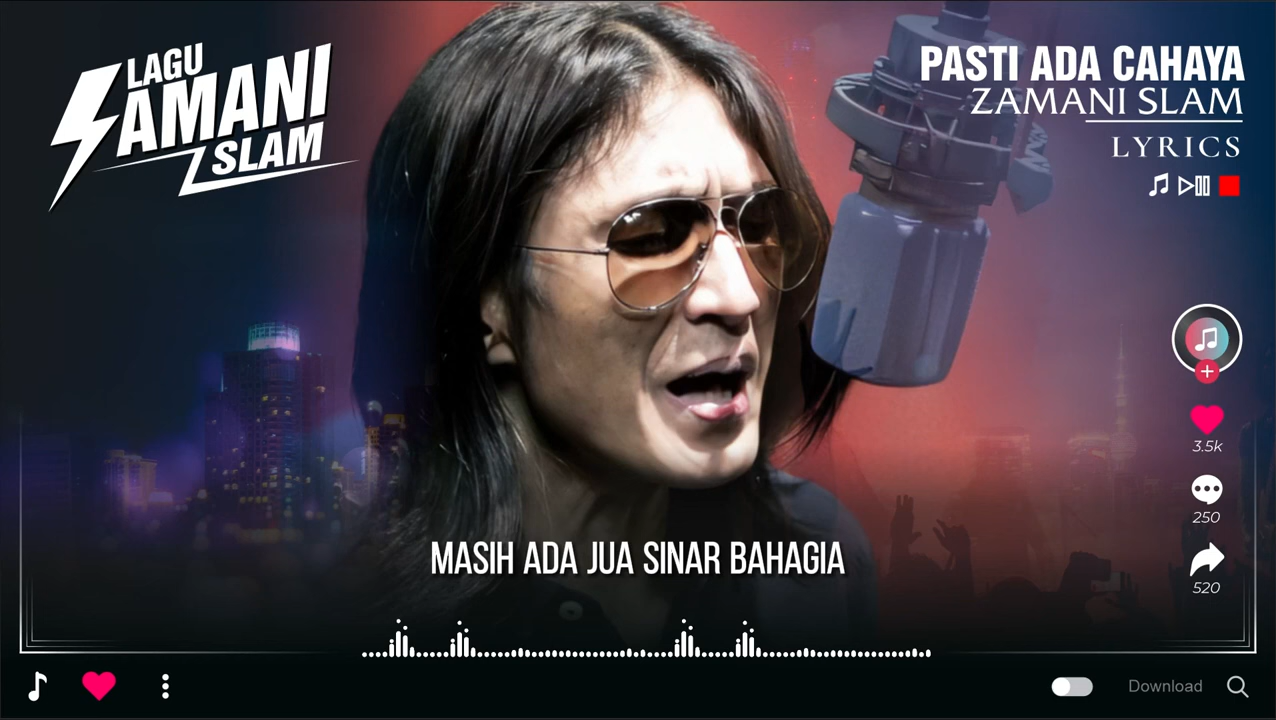 LAGU
ZAMANI
SLAM
PASTI ADA CAHAYA
ZAMANI SLAM
LYRICS
3.5k
250
520
MASIH ADA JUA SINAR BAHAGIA
Download